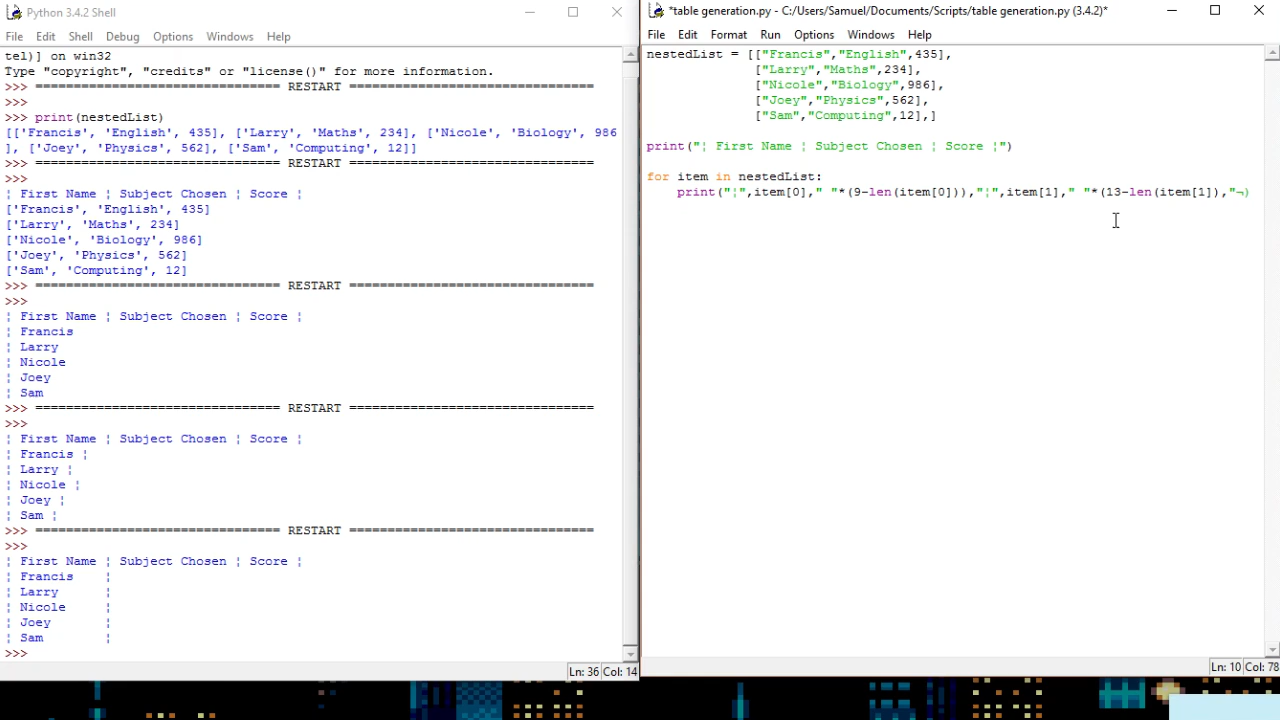 Python 3.4.2 Shell
File Edit Shell Debug Options Windows Help
tel)] on win32
Type "copyright", "credits" or "license()" for more information.
>>> ================================ RESTART ================================
>>>
>>> print(nestedList)
[['Francis', 'English', 435], ['Larry', 'Maths', 234], ['Nicole', 'Biology', 986
], ['Joey', 'Physics', 562], ['Sam', 'Computing', 12]]
>>> ================================ RESTART ================================
>>>
¦ First Name ¦ Subject Chosen ¦ Score ¦
['Francis', 'English', 435]
['Larry', 'Maths', 234]
['Nicole', 'Biology', 986]
['Joey', 'Physics', 562]
['Sam', 'Computing', 12]
>>> ================================ RESTART ================================
>>>
¦ First Name ¦ Subject Chosen ¦ Score ¦
¦ Francis
¦ Larry
¦ Nicole
¦ Joey
¦ Sam
>>> ================================ RESTART ================================
>>>
¦ First Name ¦ Subject Chosen ¦ Score ¦
¦ Francis ¦
¦ Larry ¦
¦ Nicole ¦
¦ Joey ¦
¦ Sam ¦
>>> ================================ RESTART ================================
>>>
¦ First Name ¦ Subject Chosen ¦ Score ¦
¦ Francis    ¦
¦ Larry      ¦
¦ Nicole     ¦
¦ Joey       ¦
¦ Sam        ¦
>>>
Ln: 36 Col: 14
*table generation.py - C:/Users/Samuel/Documents/Scripts/table generation.py (3.4.2)*
File Edit Format Run Options Windows Help
nestedList = [["Francis","English",435],
              ["Larry","Maths",234],
              ["Nicole","Biology",986],
              ["Joey","Physics",562],
              ["Sam","Computing",12],]
print("¦ First Name ¦ Subject Chosen ¦ Score ¦")
for item in nestedList:
    print("¦",item[0]," "*(9-len(item[0])),"¦",item[1]," "*(13-len(item[1]),"¬)
Ln: 10 Col: 78